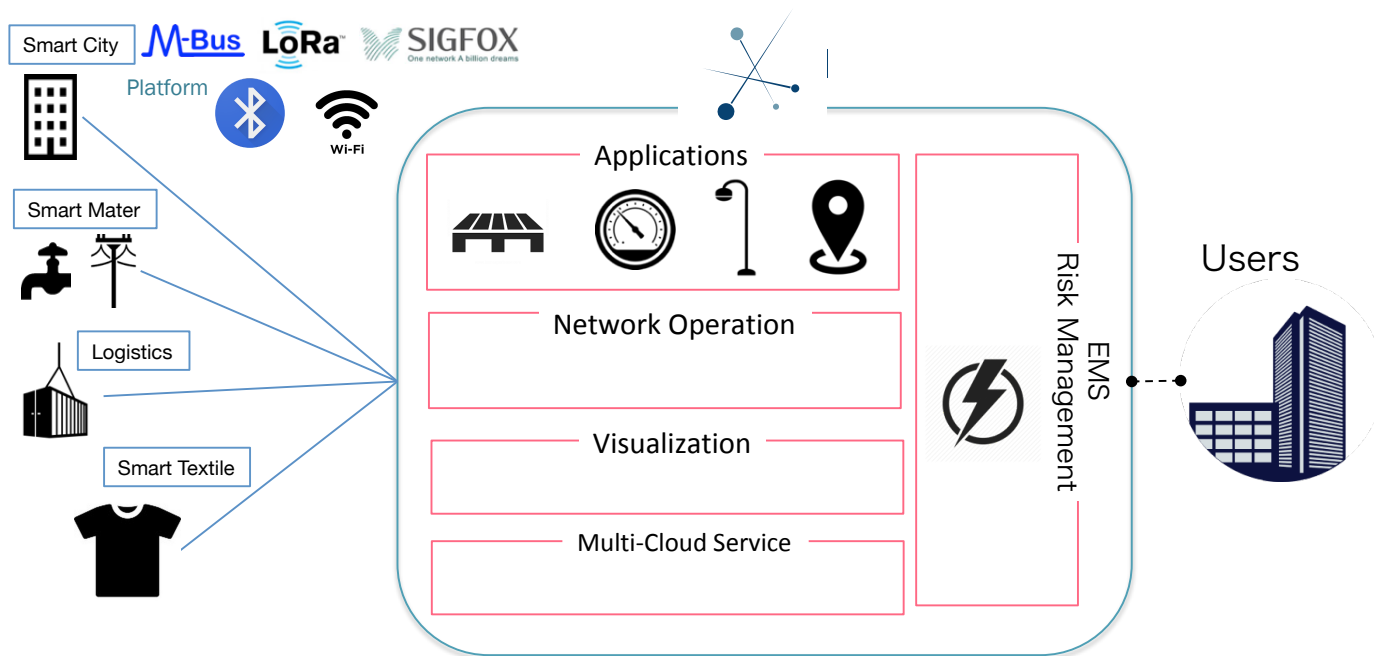 Smart City
M-Bus
LoRa™
SIGFOX
One network A billion dreams
Platform
Wi-Fi
Applications
Smart Mater
Risk Management
EMS
Users
Network Operation
Logistics
Visualization
Smart Textile
Multi-Cloud Service